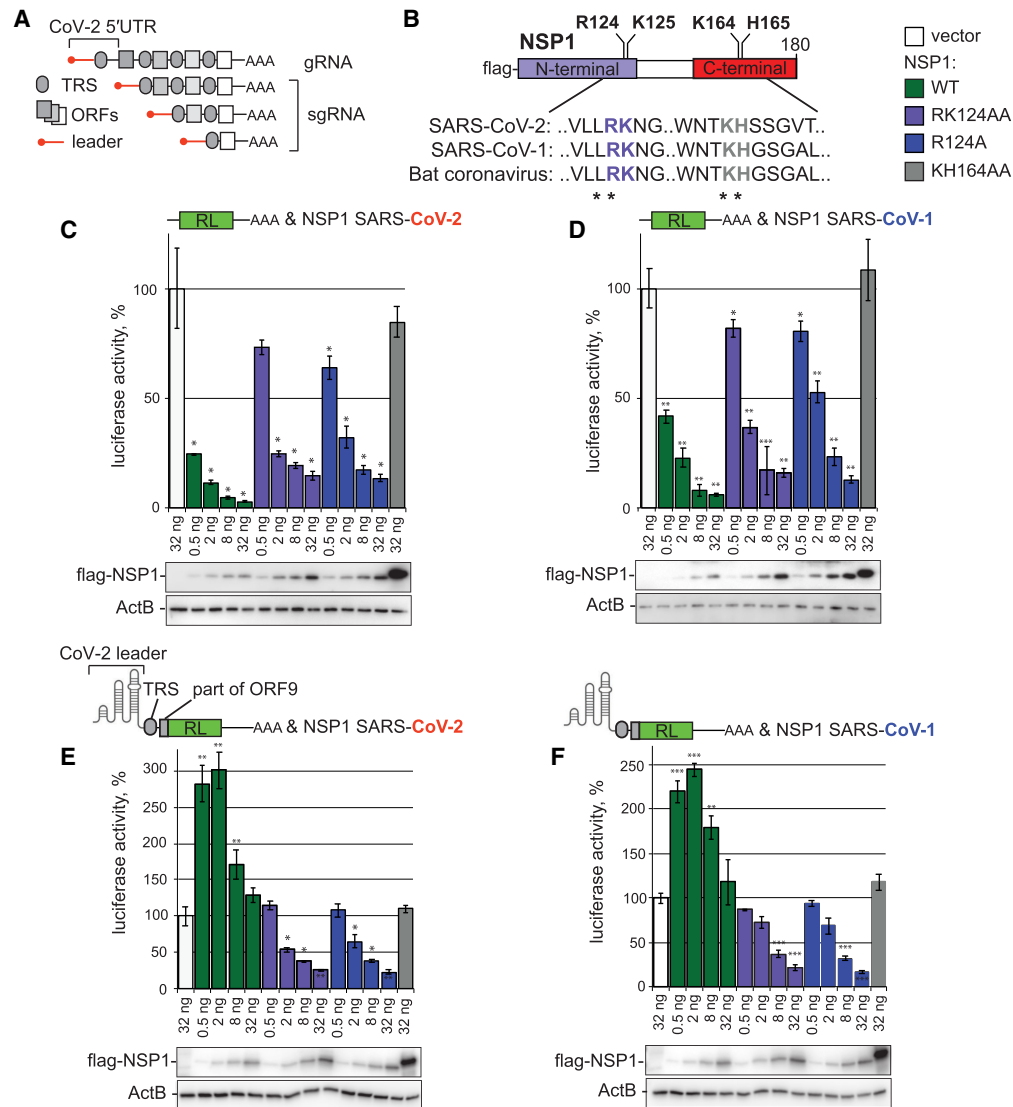 A
CoV-2 5′UTR
AAA gRNA
TRS
AAA
ORFs
AAA
sgRNA
leader
AAA
B
R124 K125 K164 H165
NSP1
180
flag- N-terminal C-terminal
SARS-CoV-2: ..VLLRKNG..WNTKHSSGVT..
SARS-CoV-1: ..VLLRKNG..WNTKHGSGAL..
Bat coronavirus: ..VLLRKNG..WNTKHGSGAL..
* * * *
vector
NSP1:
WT
RK124AA
R124A
KH164AA
C
RL AAA & NSP1 SARS-CoV-2
luciferase activity, %
100
50
0
* * * * * * * * * * *
32 ng 0.5 ng 2 ng 8 ng 32 ng 0.5 ng 2 ng 8 ng 32 ng 0.5 ng 2 ng 8 ng 32 ng 32 ng
flag-NSP1
ActB
D
RL AAA & NSP1 SARS-CoV-1
luciferase activity, %
100
50
0
** ** ** ** * ** *** ** * ** ** **
32 ng 0.5 ng 2 ng 8 ng 32 ng 0.5 ng 2 ng 8 ng 32 ng 0.5 ng 2 ng 8 ng 32 ng 32 ng
flag-NSP1
ActB
CoV-2 leader
TRS part of ORF9
RL AAA & NSP1 SARS-CoV-2
E
luciferase activity, %
300
250
200
150
100
50
0
** ** ** * * ** * * **
32 ng 0.5 ng 2 ng 8 ng 32 ng 0.5 ng 2 ng 8 ng 32 ng 0.5 ng 2 ng 8 ng 32 ng 32 ng
flag-NSP1
ActB
RL AAA & NSP1 SARS-CoV-1
F
luciferase activity, %
250
200
150
100
50
0
*** *** ** *** *** *** ***
32 ng 0.5 ng 2 ng 8 ng 32 ng 0.5 ng 2 ng 8 ng 32 ng 0.5 ng 2 ng 8 ng 32 ng 32 ng
flag-NSP1
ActB